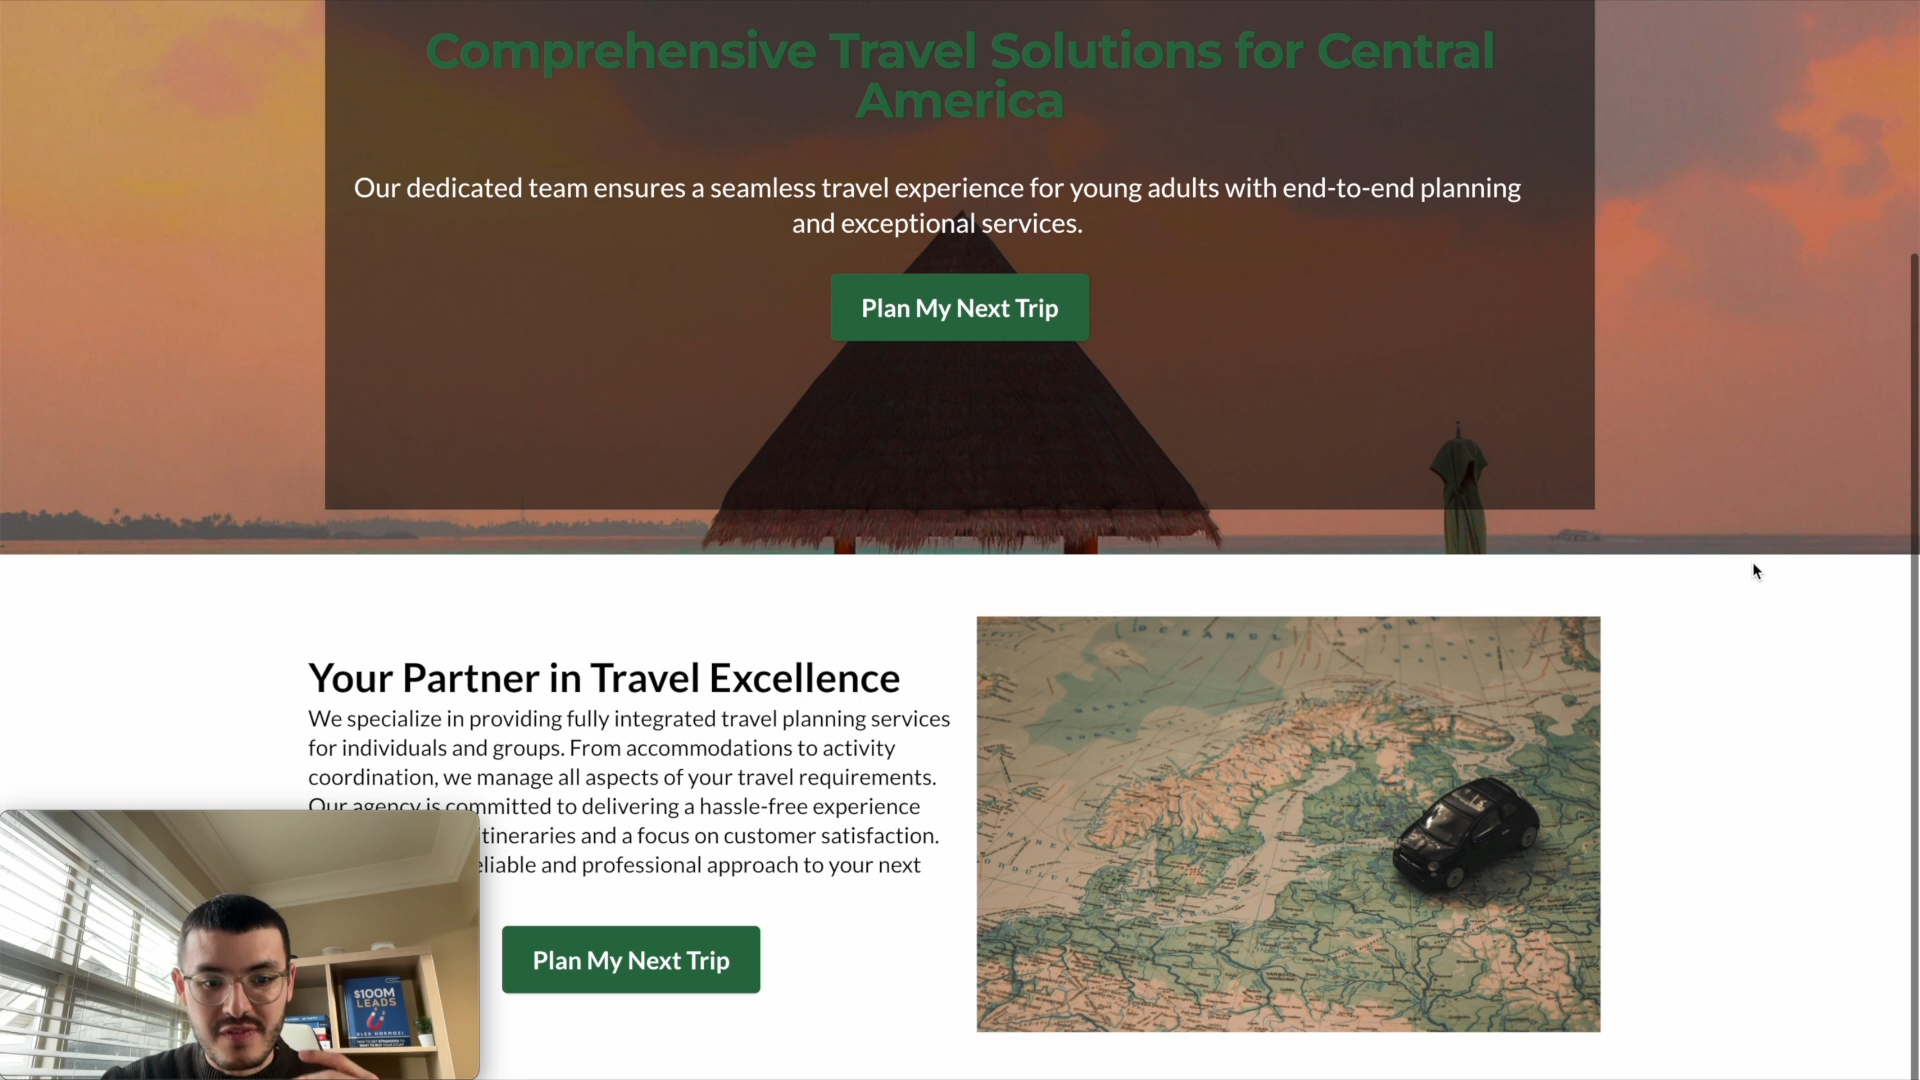 Comprehensive Travel Solutions for Central
America
Our dedicated team ensures a seamless travel experience for young adults with end-to-end planning
and exceptional services.
Plan My Next Trip
Your Partner in Travel Excellence
We specialize in providing fully integrated travel planning services
for individuals and groups. From accommodations to activity
coordination, we manage all aspects of your travel requirements.
Our agency is committed to delivering a hassle-free experience
itineraries and a focus on customer satisfaction.
eliable and professional approach to your next
Plan My Next Trip
OCEANUL
$100M
LEADS
ALEX HORMOZI